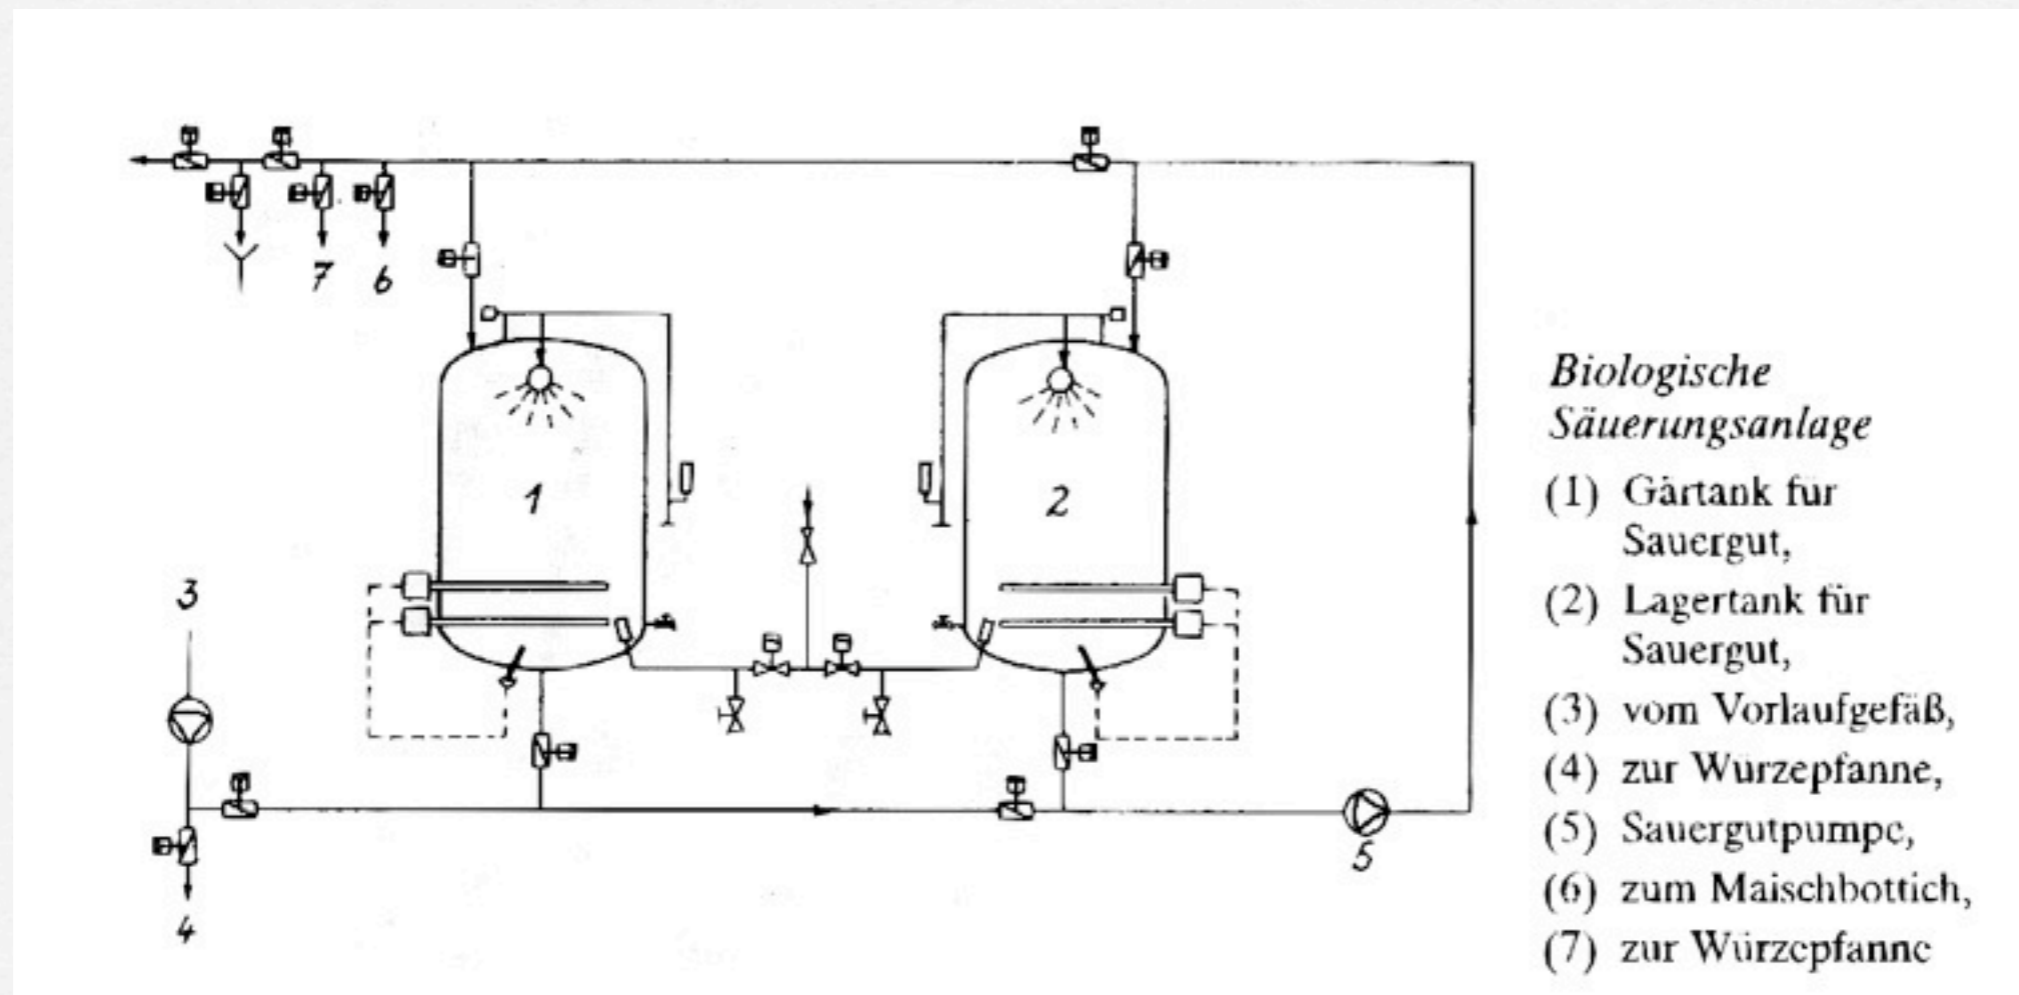 7
6
1
2
3
4
5
Biologische
Säuerungsanlage
(1) Gärtank für
Sauergut,
(2) Lagertank für
Sauergut,
(3) vom Vorlaufgefäß,
(4) zur Würzepfanne,
(5) Sauergutpumpe,
(6) zum Maischbottich,
(7) zur Würzepfanne